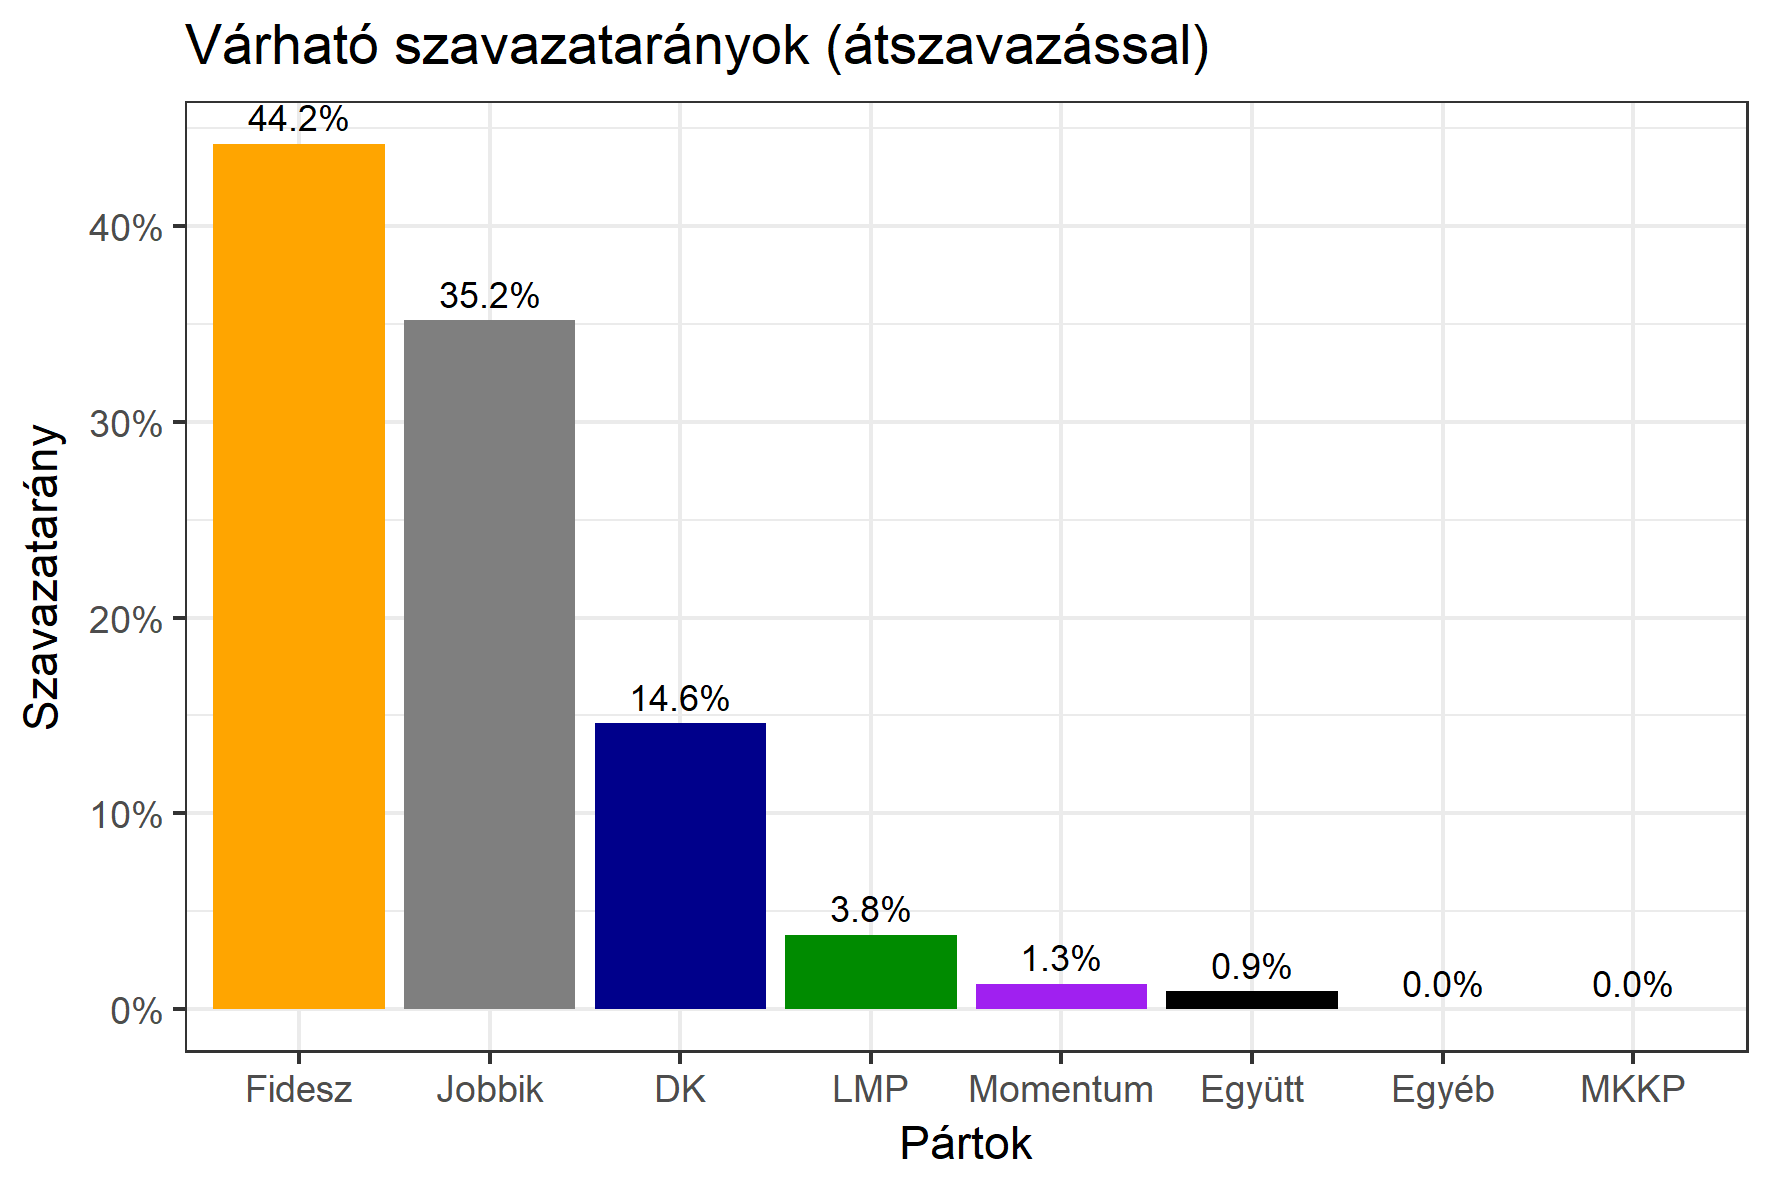 Várható szavazatarányok (átszavazással)
44.2%
35.2%
14.6%
3.8%
1.3%
0.9%
0.0%
0.0%
40%
30%
20%
10%
0%
Szavazatarány
Fidesz
Jobbik
DK
LMP
Momentum
Együtt
Egyéb
MKKP
Pártok